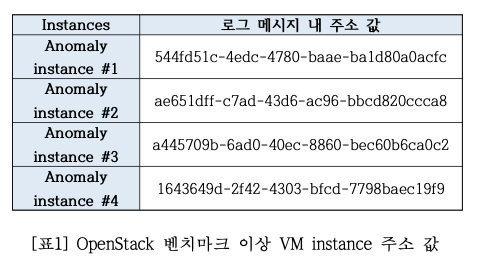 Instances 로그 메시지 내 주소 값
Anomaly
instance #1
544fd51c-4edc-4780-baae-ba1d80a0acfc
Anomaly
instance #2
ae651dff-c7ad-43d6-ac96-bbcd820ccca8
Anomaly
instance #3
a445709b-6ad0-40ec-8860-bec60b6ca0c2
Anomaly
instance #4
1643649d-2f42-4303-bfcd-7798baec19f9
[표1] OpenStack 벤치마크 이상 VM instance 주소 값